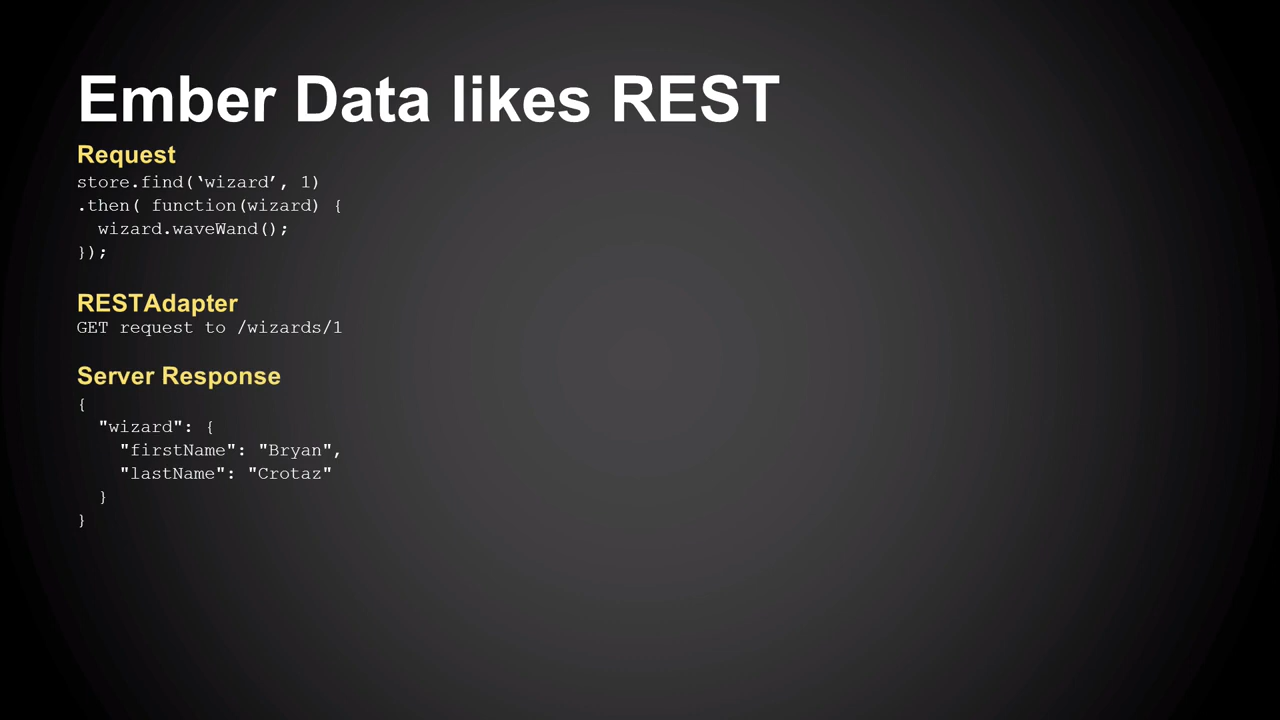 Ember Data likes REST
Request
store.find(‘wizard’, 1)
.then( function(wizard) {
  wizard.waveWand();
});
RESTAdapter
GET request to /wizards/1
Server Response
{
  "wizard": {
    "firstName": "Bryan",
    "lastName": "Crotaz"
  }
}